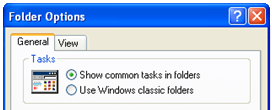 Folder Options
General View
Tasks
Show common tasks in folders
Use Windows classic folders